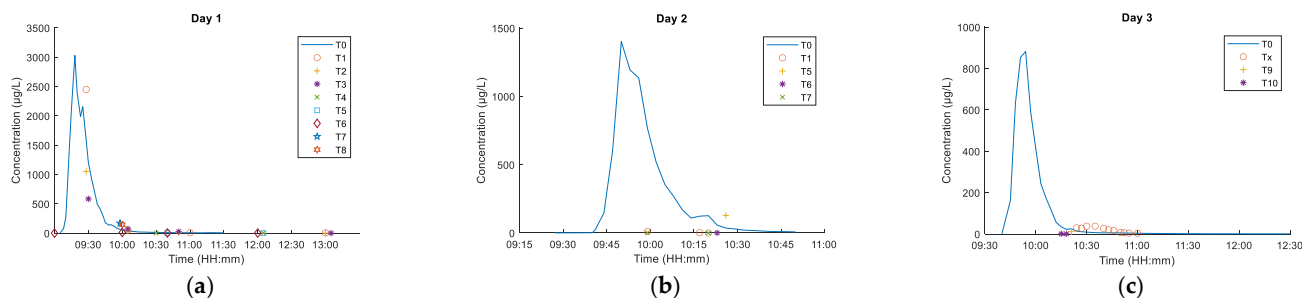 Day 1
Concentration (µg/L)
3500
3000
2500
2000
1500
1000
500
0
09:30
10:00
10:30
11:00
11:30
12:00
12:30
13:00
Time (HH:mm)
T0
T1
T2
T3
T4
T5
T6
T7
T8
(a)
Day 2
Concentration (µg/L)
1500
1000
500
0
09:15
09:30
09:45
10:00
10:15
10:30
10:45
11:00
Time (HH:mm)
T0
T1
T5
T6
T7
(b)
Day 3
Concentration (µg/L)
1000
800
600
400
200
0
09:30
10:00
10:30
11:00
11:30
12:00
12:30
Time (HH:mm)
T0
Tx
T9
T10
(c)